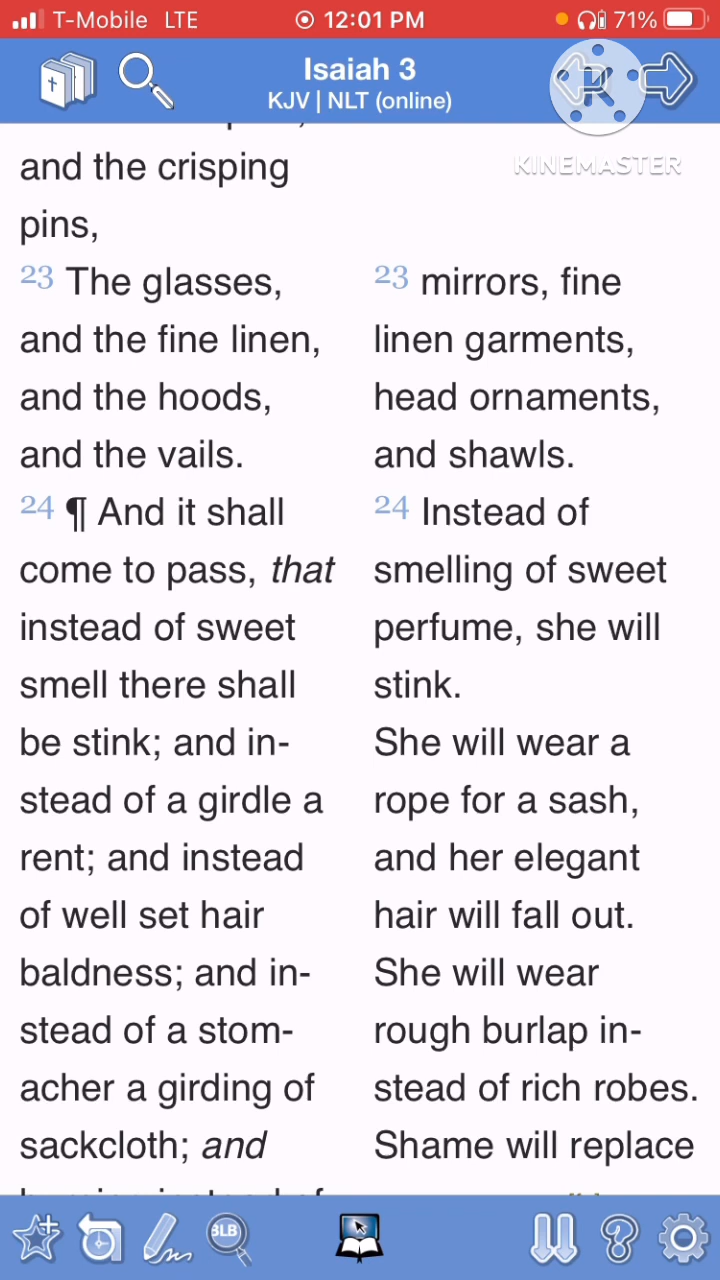 T-Mobile LTE 12:01 PM 71%
Isaiah 3
KJV | NLT (online)
KINEMASTER
and the crisping
pins,
23 The glasses,
and the fine linen,
and the hoods,
and the vails.
24 ¶ And it shall
come to pass, that
instead of sweet
smell there shall
be stink; and in-
stead of a girdle a
rent; and instead
of well set hair
baldness; and in-
stead of a stom-
acher a girding of
sackcloth; and
23 mirrors, fine
linen garments,
head ornaments,
and shawls.
24 Instead of
smelling of sweet
perfume, she will
stink.
She will wear a
rope for a sash,
and her elegant
hair will fall out.
She will wear
rough burlap in-
stead of rich robes.
Shame will replace
BLB